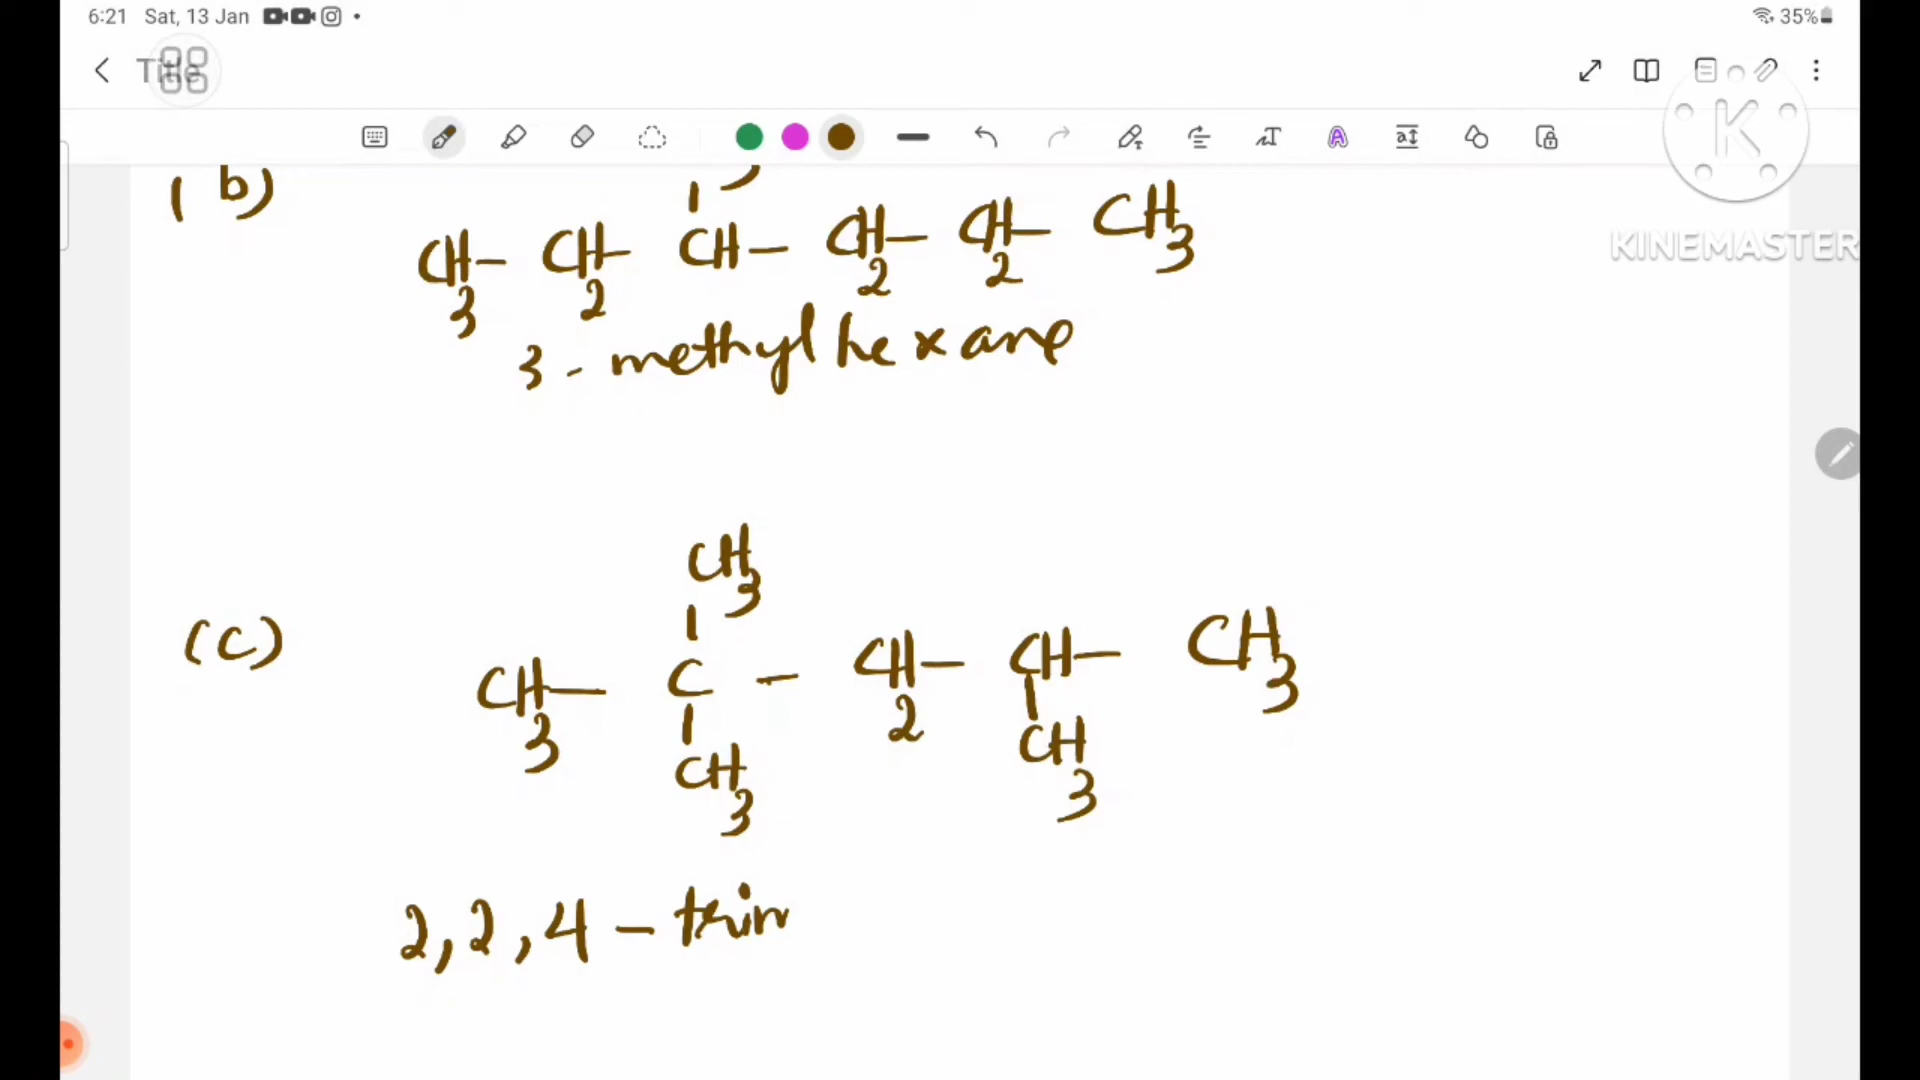 6:21 Sat, 13 Jan 35%
Title
KINEMASTER
(b)
CH3 - CH2 - CH - CH2 - CH2 - CH3
3 - methyl hexane
CH3
(C) CH3 - C - CH2 - CH - CH3
CH3 CH3
2, 2, 4 - trim